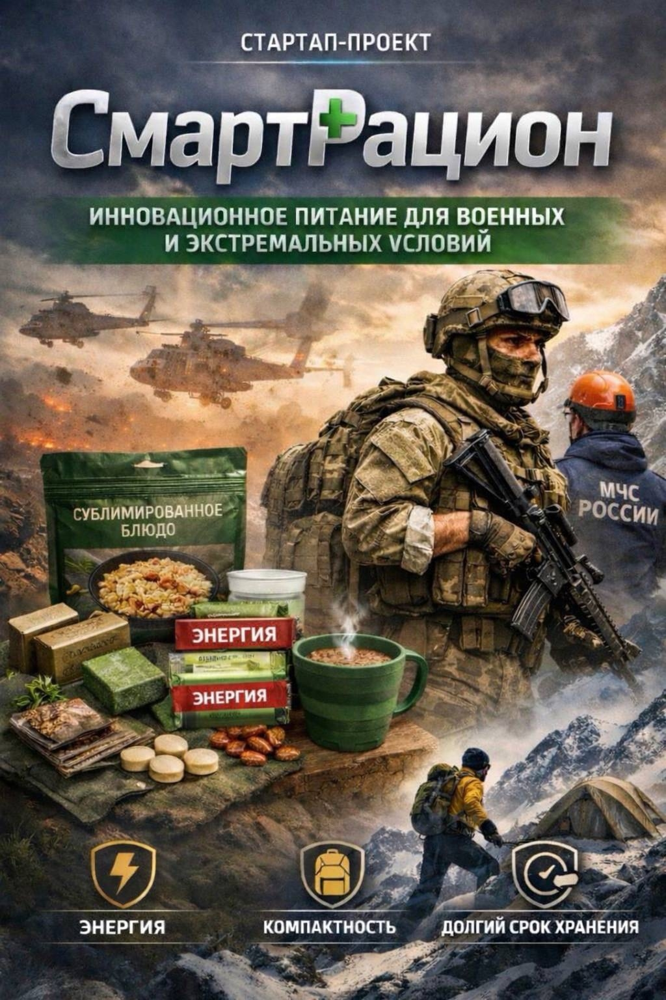 СТАРТАП-ПРОЕКТ
СмартРацион
ИННОВАЦИОННОЕ ПИТАНИЕ ДЛЯ ВОЕННЫХ
И ЭКСТРЕМАЛЬНЫХ УСЛОВИЙ
МЧС
РОССИИ
СУБЛИМИРОВАННОЕ
БЛЮДО
ЭНЕРГИЯ
ЭНЕРГИЯ
ЭНЕРГИЯ
КОМПАКТНОСТЬ
ДОЛГИЙ СРОК ХРАНЕНИЯ